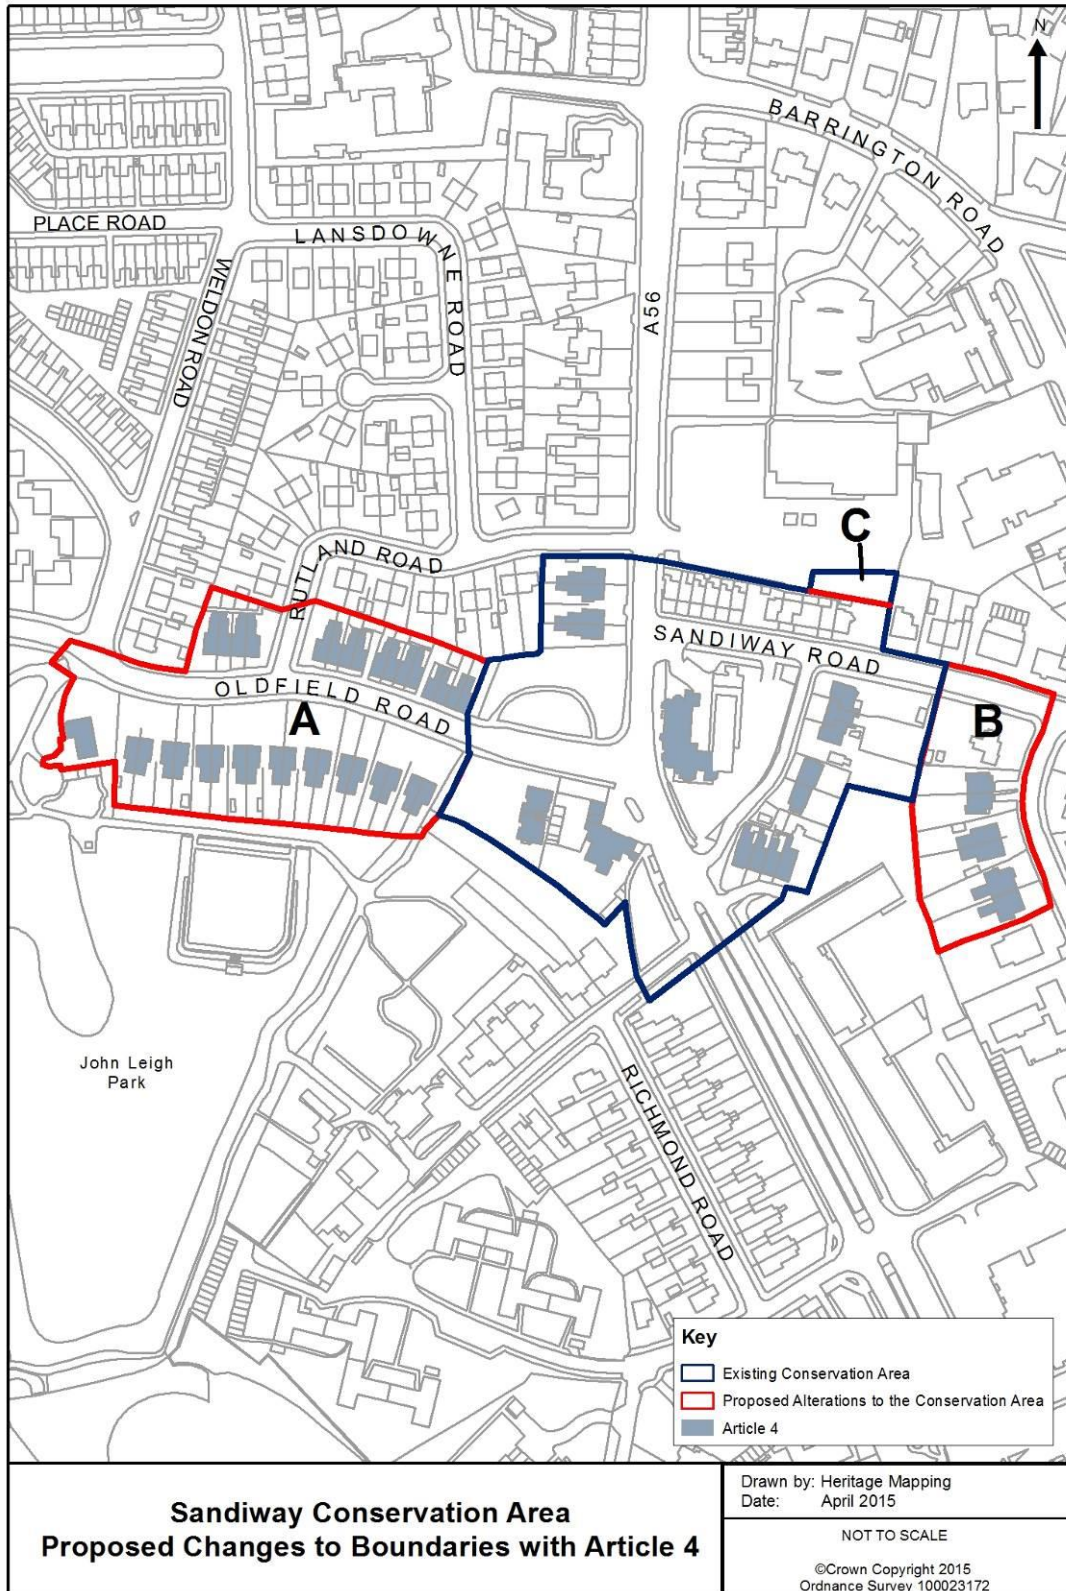 N
BARRINGTON ROAD
PLACE ROAD
LANSDOWNE ROAD
WELDON ROAD
A56
C
RUTLAND ROAD
SANDIWAY ROAD
OLDFIELD ROAD
A
B
John Leigh
Park
RICHMOND ROAD
Key
Existing Conservation Area
Proposed Alterations to the Conservation Area
Article 4
Sandiway Conservation Area
Proposed Changes to Boundaries with Article 4
Drawn by: Heritage Mapping
Date: April 2015
NOT TO SCALE
©Crown Copyright 2015
Ordnance Survey 100023172